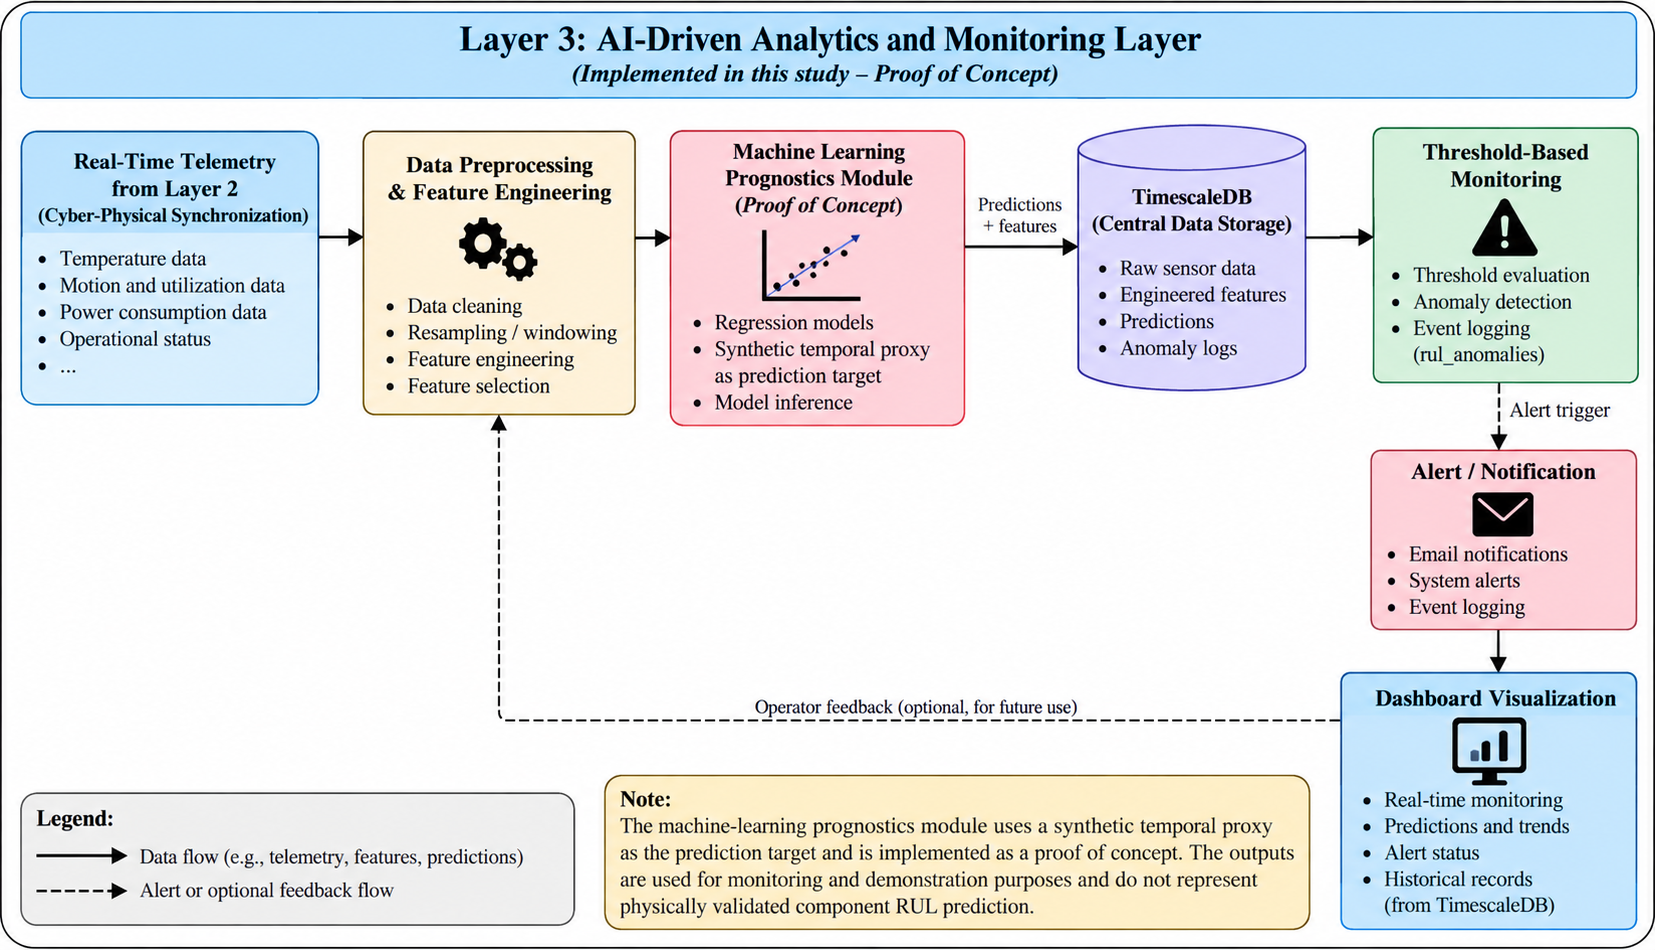 Layer 3: AI-Driven Analytics and Monitoring Layer
(Implemented in this study – Proof of Concept)
Real-Time Telemetry
from Layer 2
(Cyber-Physical Synchronization)
• Temperature data
• Motion and utilization data
• Power consumption data
• Operational status
• ...
Data Preprocessing
& Feature Engineering
• Data cleaning
• Resampling / windowing
• Feature engineering
• Feature selection
Machine Learning
Prognostics Module
(Proof of Concept)
• Regression models
• Synthetic temporal proxy
as prediction target
• Model inference
Predictions
+ features
TimescaleDB
(Central Data Storage)
• Raw sensor data
• Engineered features
• Predictions
• Anomaly logs
Threshold-Based
Monitoring
• Threshold evaluation
• Anomaly detection
• Event logging
(rul_anomalies)
Alert trigger
Alert / Notification
• Email notifications
• System alerts
• Event logging
Operator feedback (optional, for future use)
Dashboard Visualization
• Real-time monitoring
• Predictions and trends
• Alert status
• Historical records
(from TimescaleDB)
Legend:
Data flow (e.g., telemetry, features, predictions)
Alert or optional feedback flow
Note:
The machine-learning prognostics module uses a synthetic temporal proxy
as the prediction target and is implemented as a proof of concept. The outputs
are used for monitoring and demonstration purposes and do not represent
physically validated component RUL prediction.